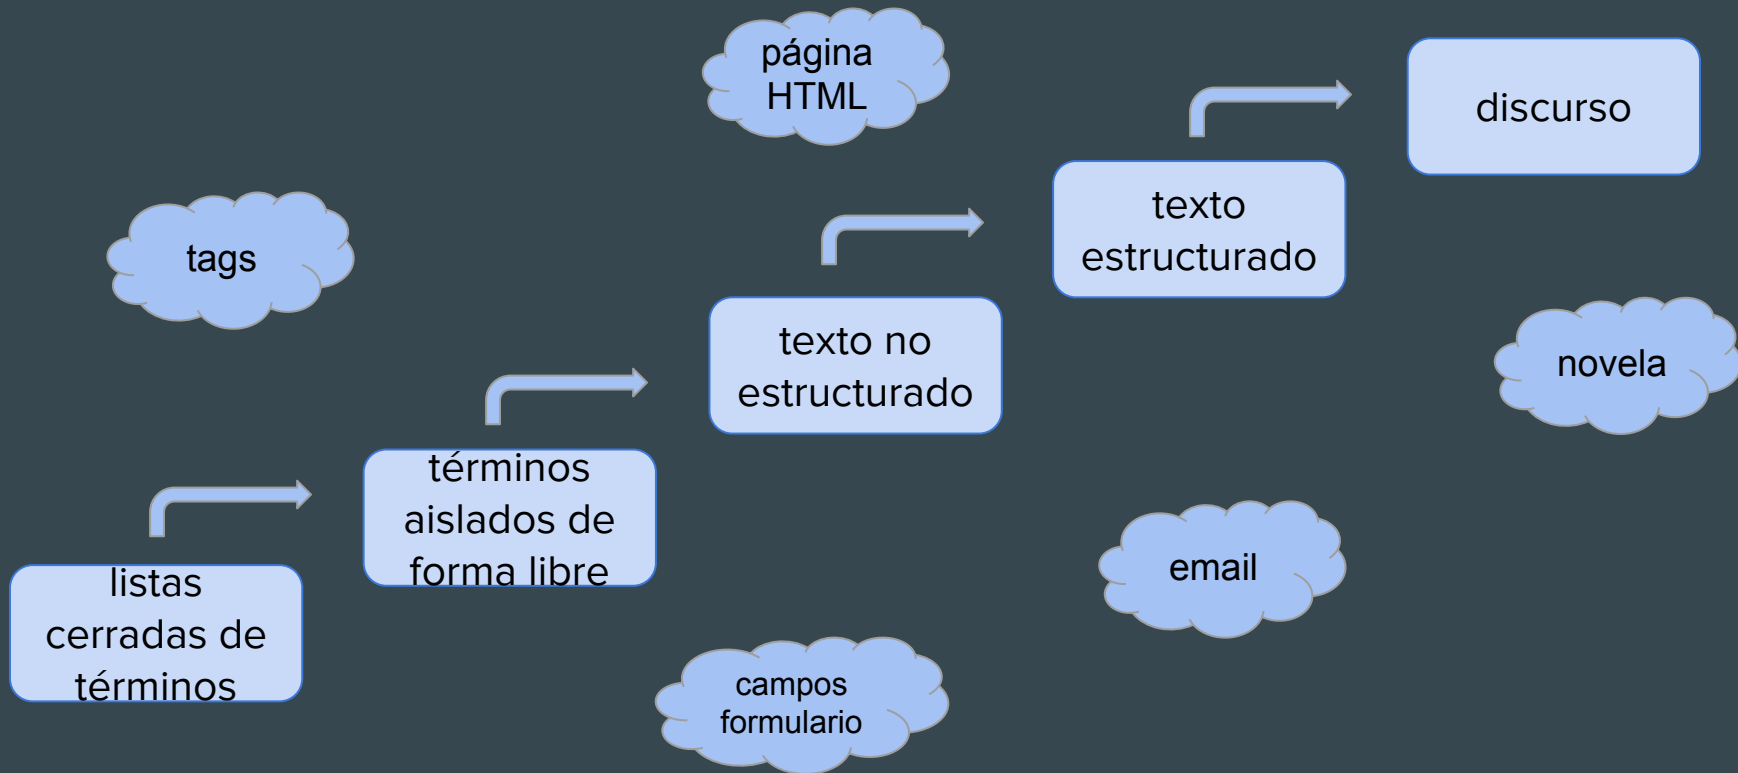 página
HTML
discurso
texto
estructurado
tags
texto no
estructurado
novela
términos
aislados de
forma libre
email
listas
cerradas de
términos
campos
formulario